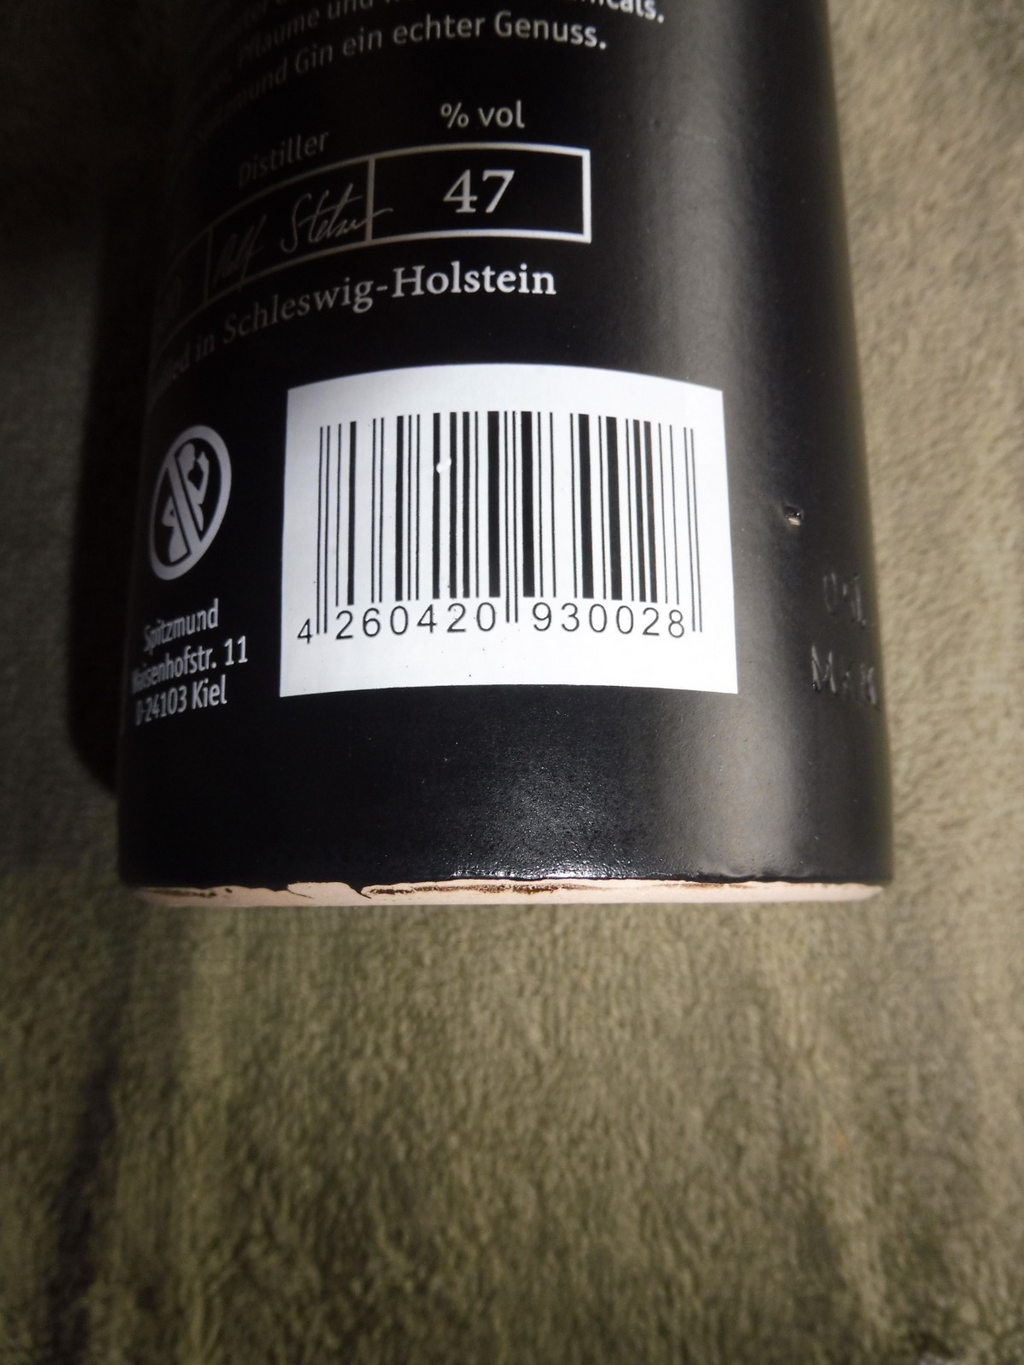 Pflaume und
Gin ein echter Genuss.
% vol
Distiller
47
in Schleswig-Holstein
4 260420 930028
Spitzmund
Waisenhofstr. 11
D-24103 Kiel